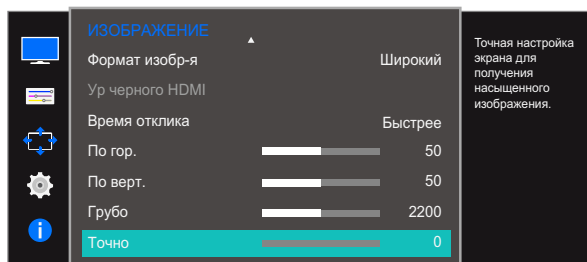 ИЗОБРАЖЕНИЕ
Формат изобр-я Широкий
Ур черного HDMI
Время отклика Быстрее
По гор. 50
По верт. 50
Грубо 2200
Точно 0
Точная настройка
экрана для
получения
насыщенного
изображения.